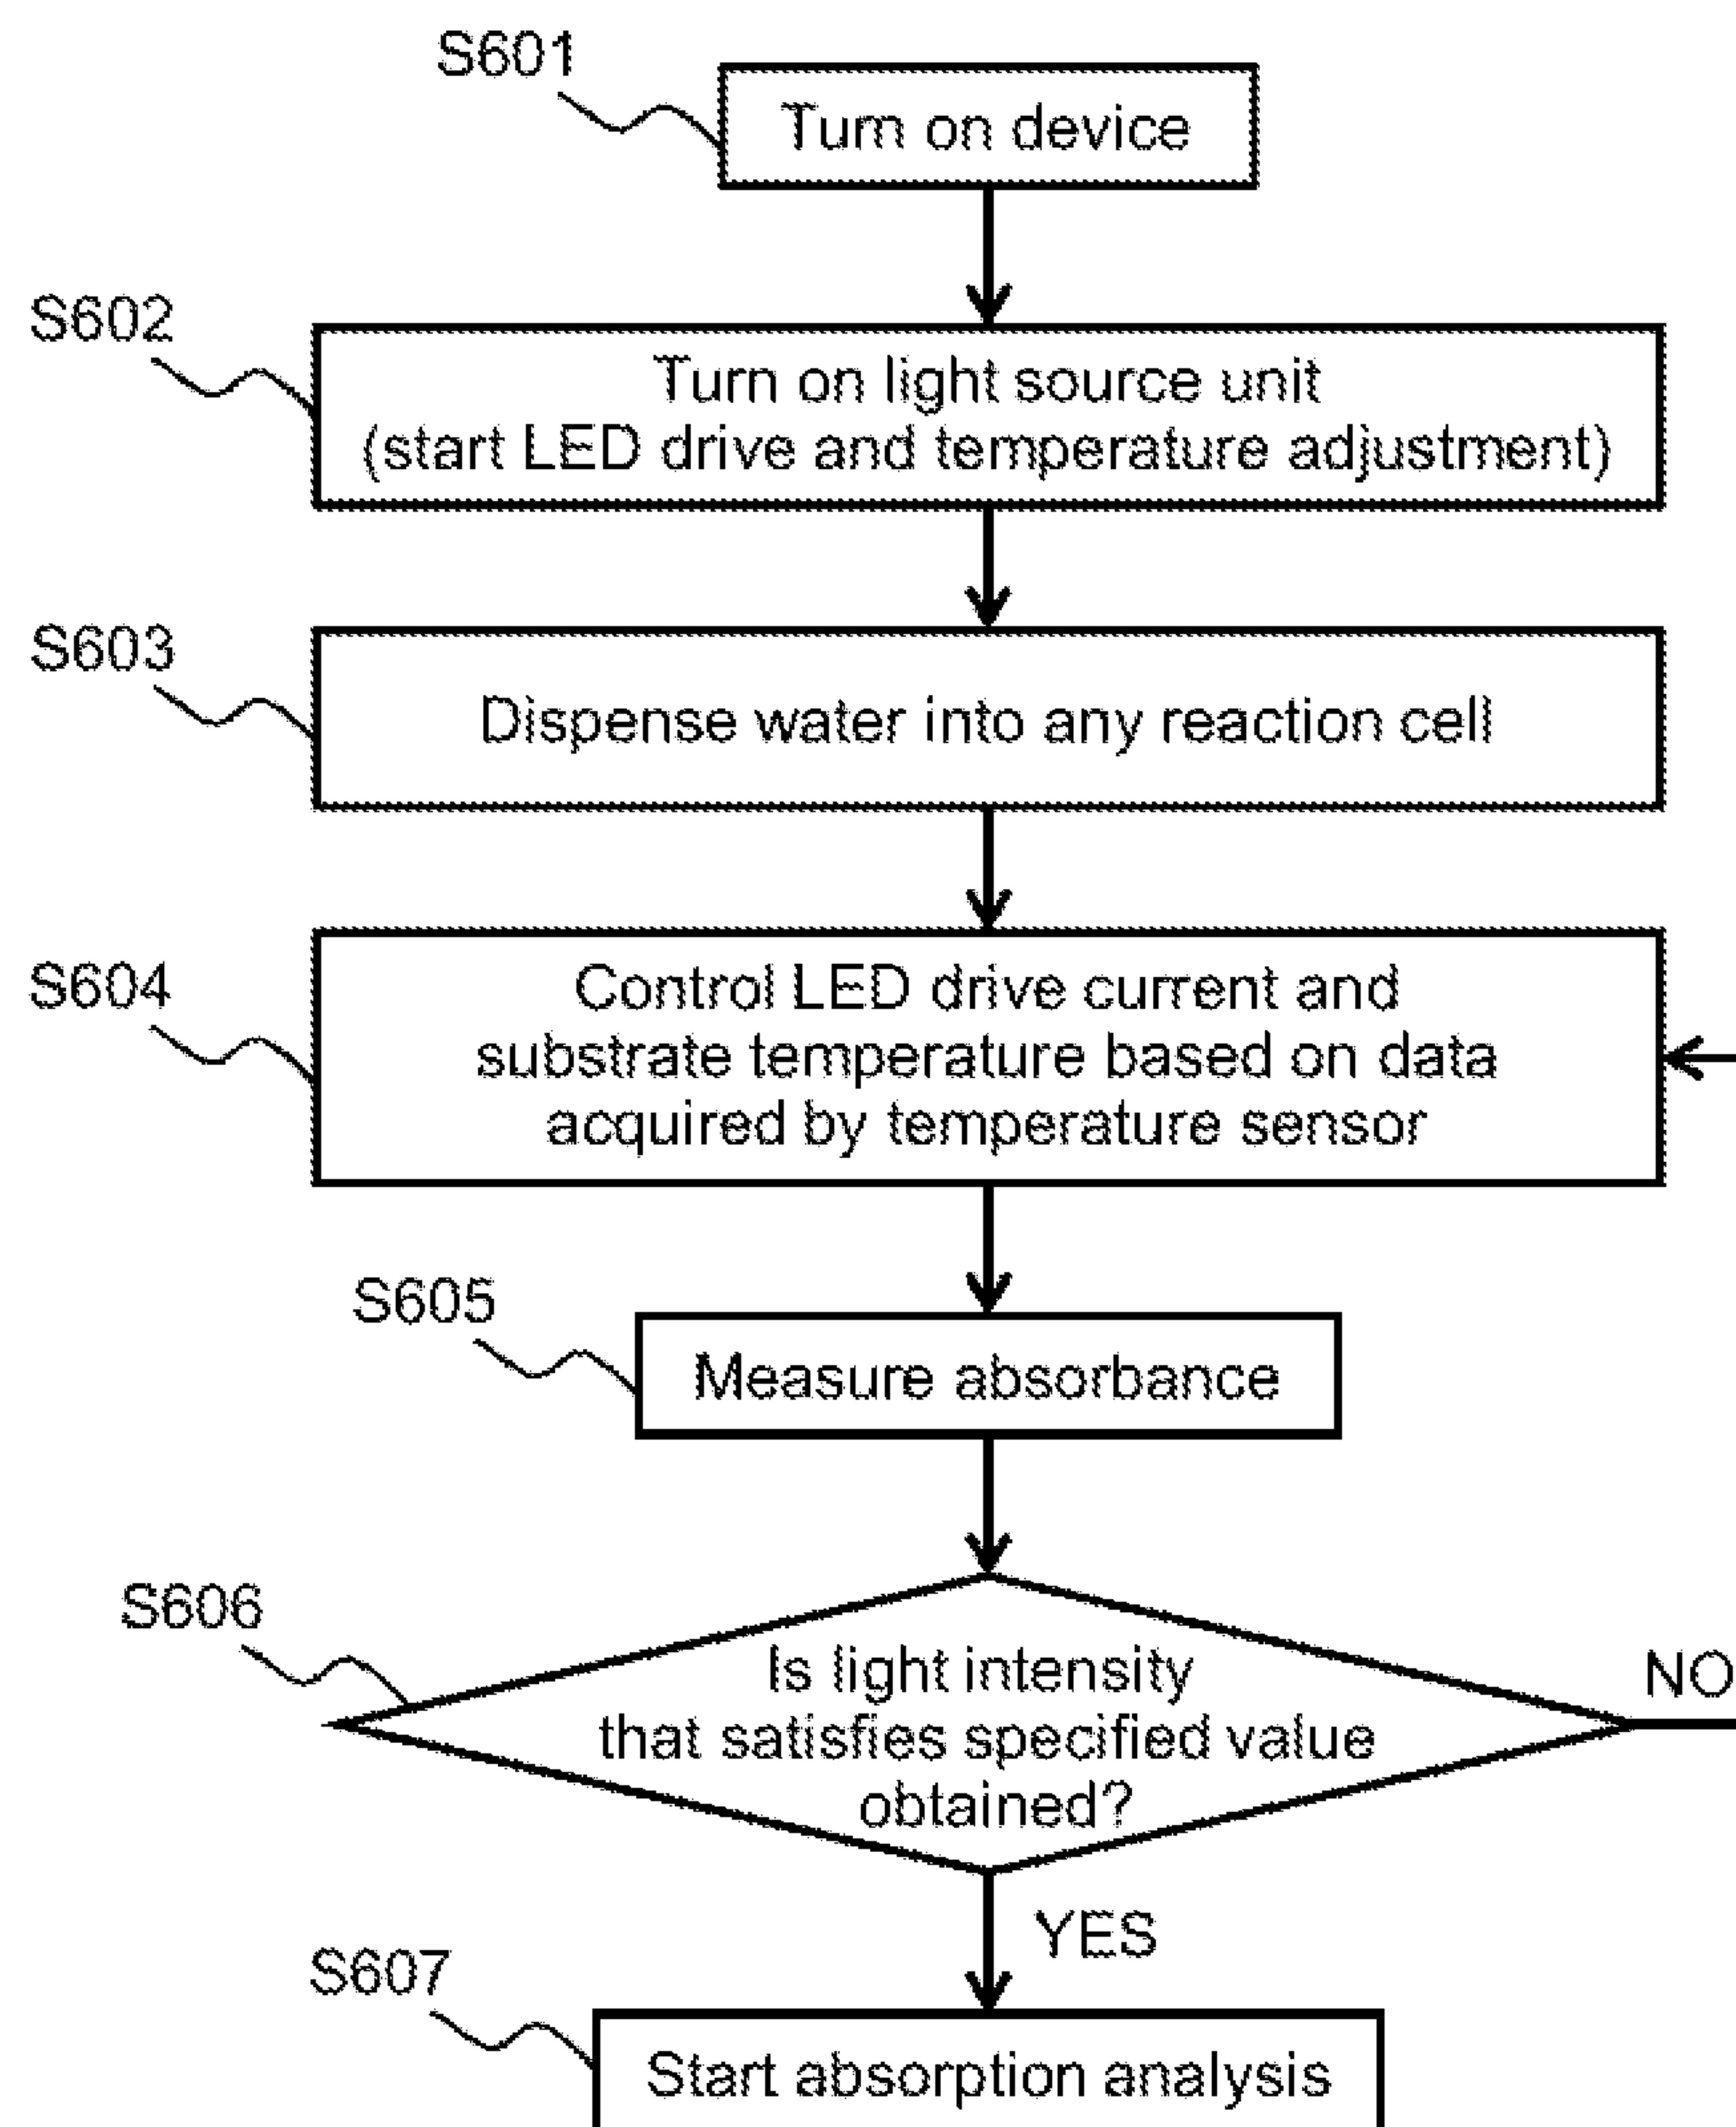 S601
Turn on device
S602
Turn on light source unit
(start LED drive and temperature adjustment)
S603
Dispense water into any reaction cell
S604
Control LED drive current and
substrate temperature based on data
acquired by temperature sensor
S605
Measure absorbance
S606
Is light intensity
that satisfies specified value
obtained?
NO
YES
S607
Start absorption analysis